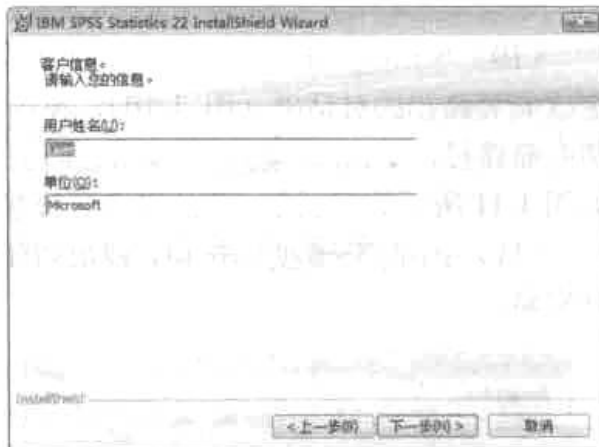 IBM SPSS Statistics 22 InstallShield Wizard
客户信息。
请输入您的信息。
用户姓名(U):
单位(O):
Microsoft
InstallShield
<上一步(B)
下一步(N) >
取消